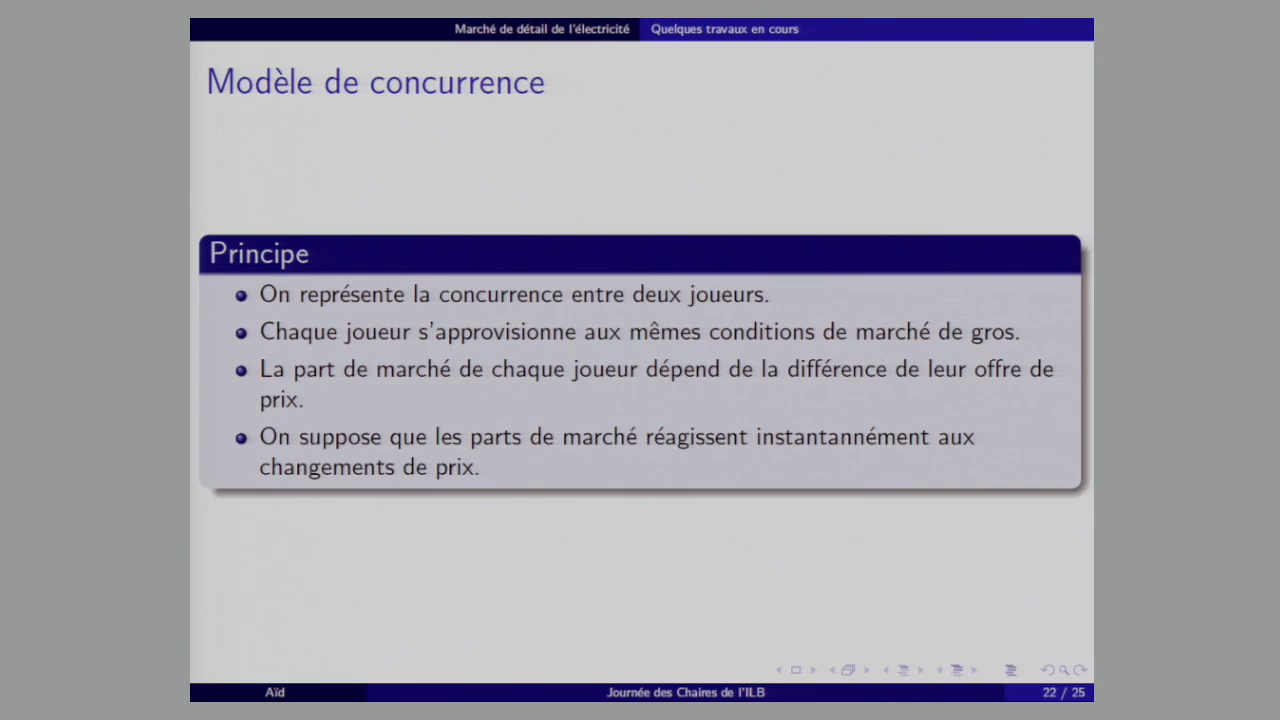 Marché de détail de l'électricité Quelques travaux en cours
Modèle de concurrence
Principe
On représente la concurrence entre deux joueurs.
Chaque joueur s'approvisionne aux mêmes conditions de marché de gros.
La part de marché de chaque joueur dépend de la différence de leur offre de
prix.
On suppose que les parts de marché réagissent instantannément aux
changements de prix.
Aïd Journée des Chaires de l'ILB 22 / 25